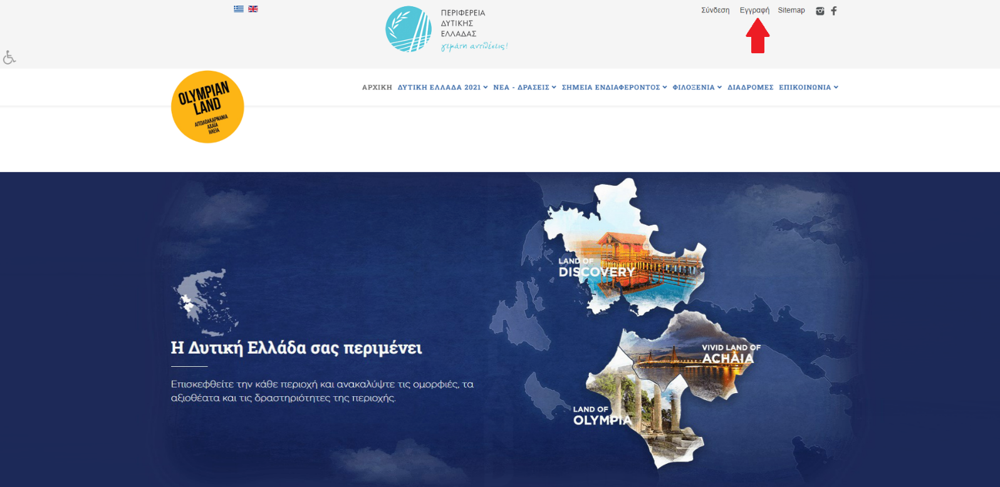 ΠΕΡΙΦΕΡΕΙΑ
ΔΥΤΙΚΗΣ
ΕΛΛΑΔΑΣ
γεμάτη αντιθέσεις!
Σύνδεση Εγγραφή Sitemap
OLYMPIAN
LAND
ΑΙΤΩΛΟΑΚΑΡΝΑΝΙΑ
ΑΧΑΪΑ
ΗΛΕΙΑ
ΑΡΧΙΚΗ ΔΥΤΙΚΗ ΕΛΛΑΔΑ 2021 ΝΕΑ - ΔΡΑΣΕΙΣ ΣΗΜΕΙΑ ΕΝΔΙΑΦΕΡΟΝΤΟΣ ΦΙΛΟΞΕΝΙΑ ΔΙΑΔΡΟΜΕΣ ΕΠΙΚΟΙΝΩΝΙΑ
LAND OF
DISCOVERY
VIVID LAND OF
ACHAIA
LAND OF
OLYMPIA
Η Δυτική Ελλάδα σας περιμένει
Επισκεφθείτε την κάθε περιοχή και ανακαλύψτε τις ομορφιές, τα
αξιοθέατα και τις δραστηριότητες της περιοχής.